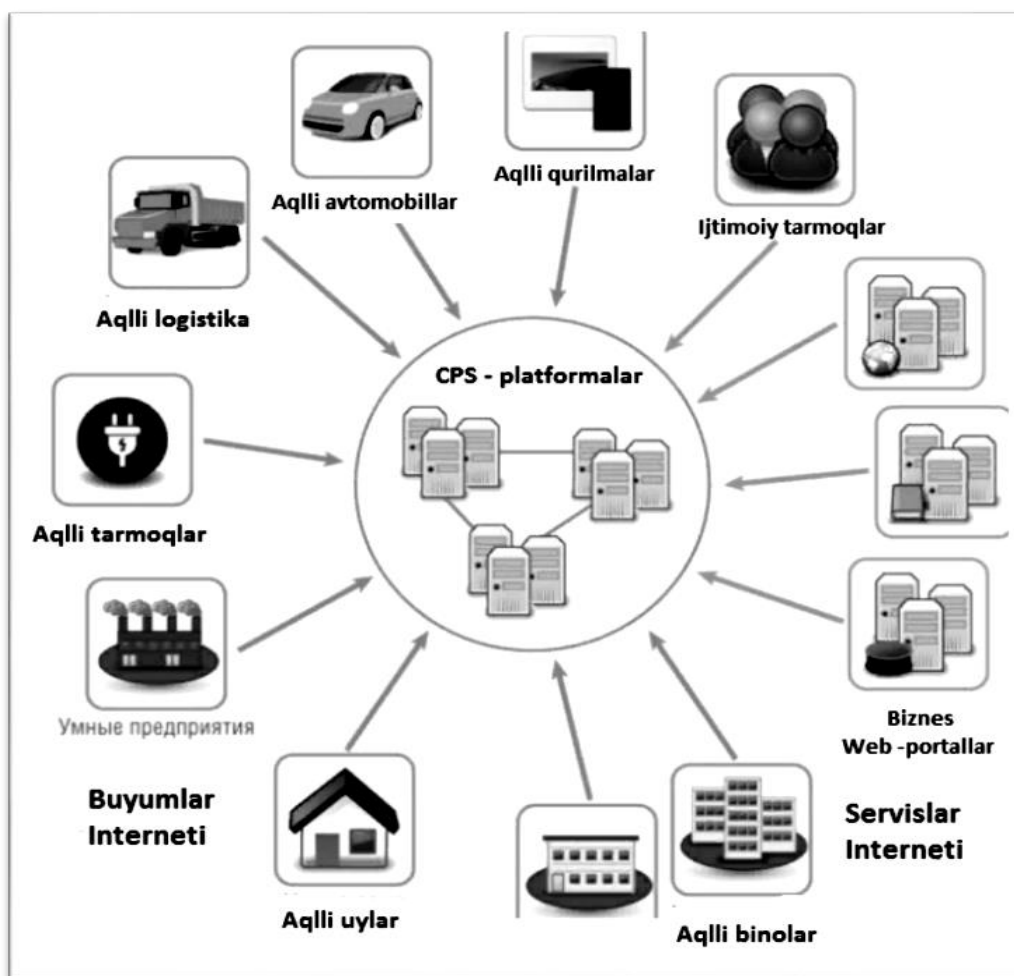 Aqlli qurilmalar
Aqlli avtomobillar
Ijtimoiy tarmoqlar
Aqlli logistika
CPS - platformalar
Aqlli tarmoqlar
Умные предприятия
Biznes
Web -portallar
Buyumlar
Interneti
Servislar
Interneti
Aqlli uylar
Aqlli binolar